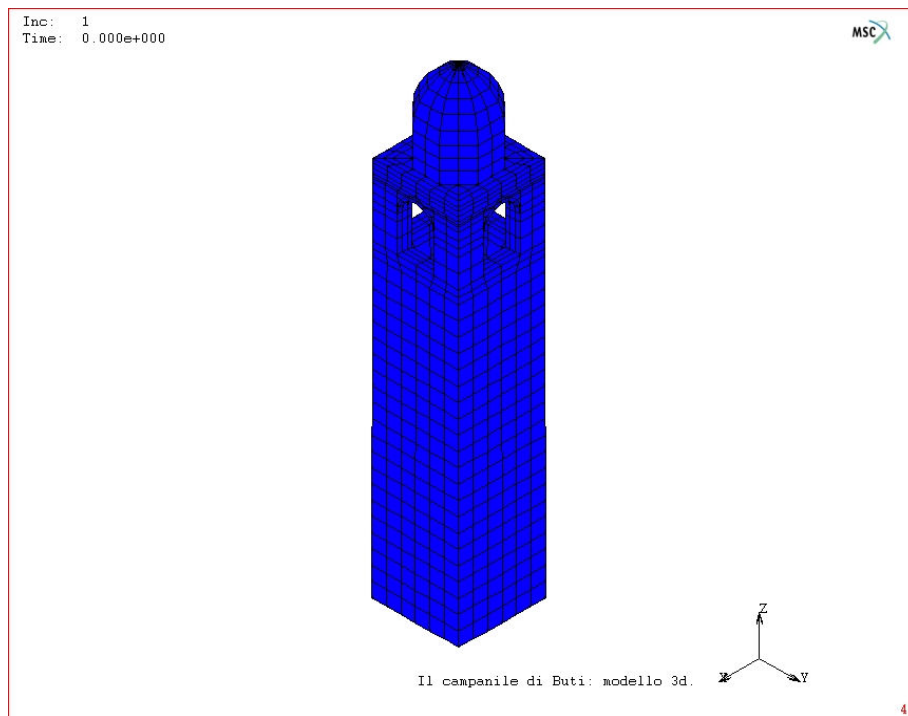 Inc: 1
Time: 0.000e+000
MSC
Z
X
Y
Il campanile di Buti: modello 3d.
4